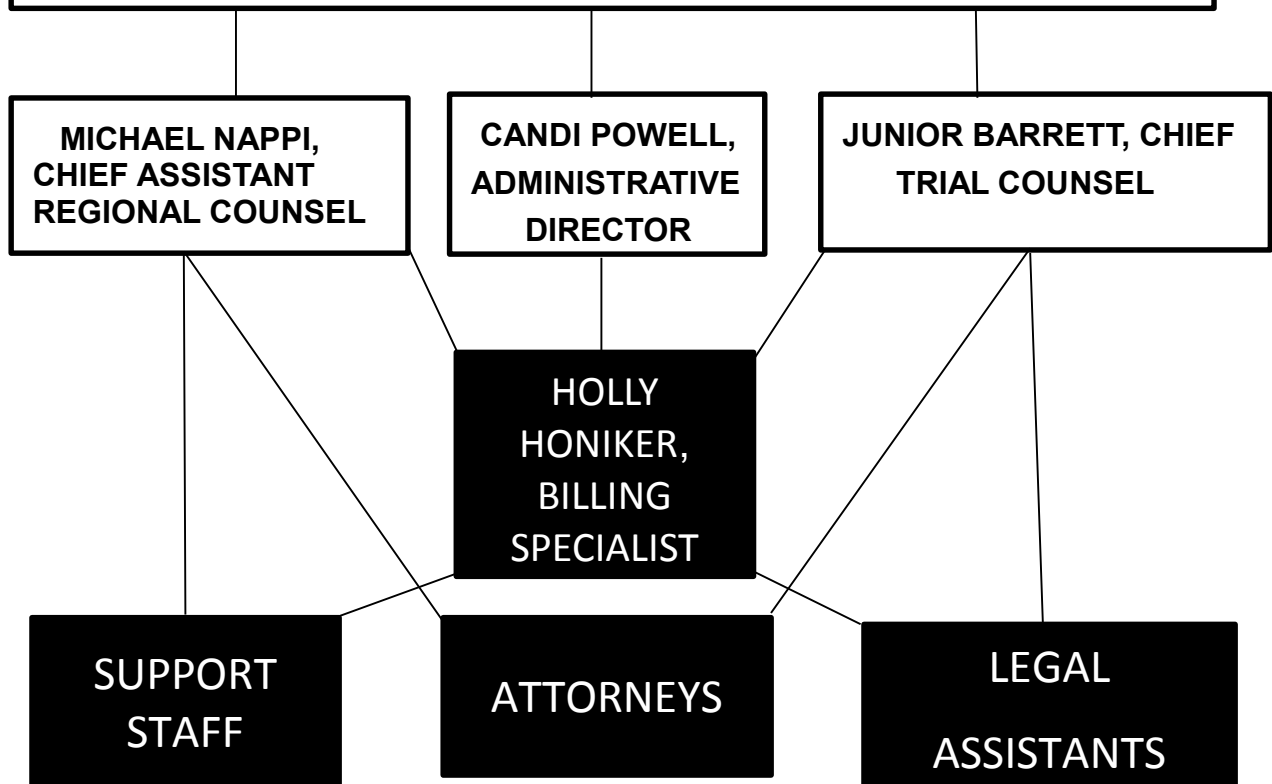 MICHAEL NAPPI,
CHIEF ASSISTANT
REGIONAL COUNSEL
CANDI POWELL,
ADMINISTRATIVE
DIRECTOR
JUNIOR BARRETT, CHIEF
TRIAL COUNSEL
HOLLY
HONIKER,
BILLING
SPECIALIST
SUPPORT
STAFF
ATTORNEYS
LEGAL
ASSISTANTS